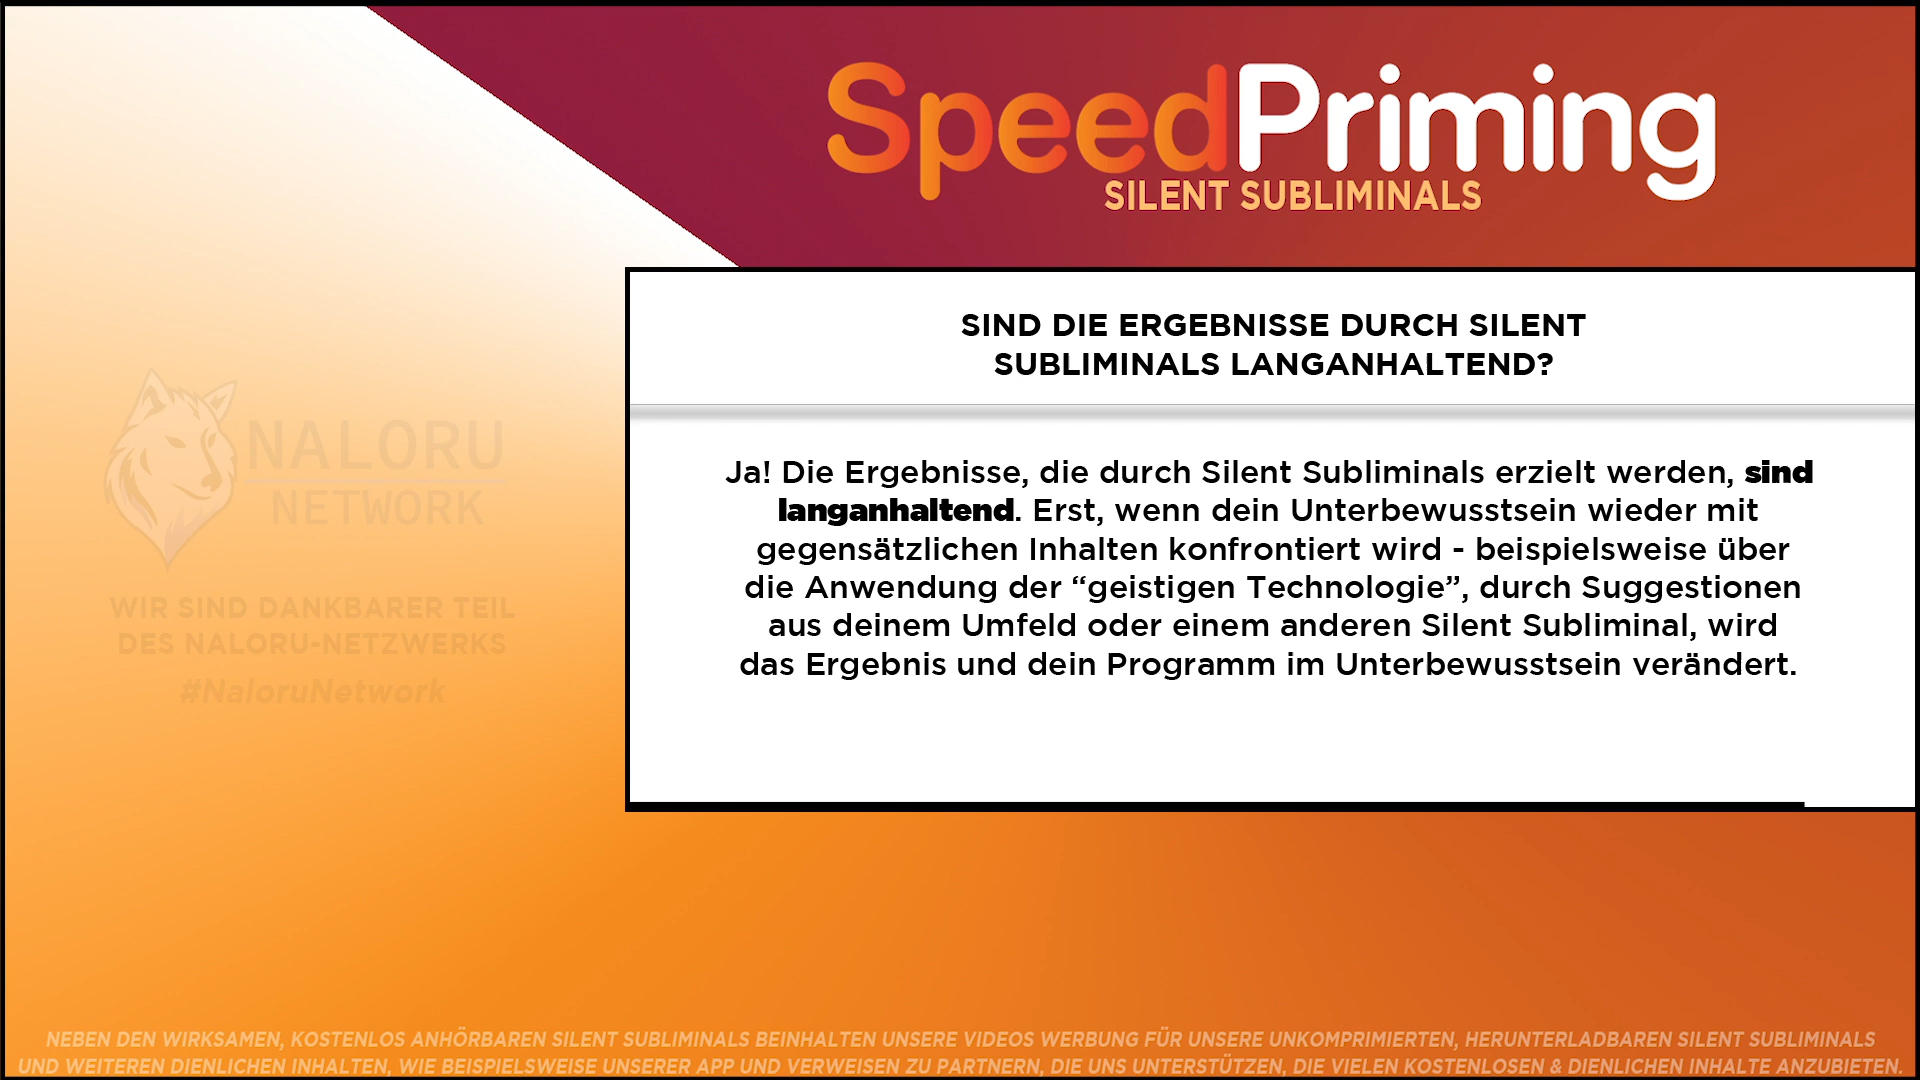 SpeedPriming
SILENT SUBLIMINALS
SIND DIE ERGEBNISSE DURCH SILENT
SUBLIMINALS LANGANHALTEND?
Ja! Die Ergebnisse, die durch Silent Subliminals erzielt werden, sind
langanhaltend. Erst, wenn dein Unterbewusstsein wieder mit
gegensätzlichen Inhalten konfrontiert wird - beispielsweise über
die Anwendung der “geistigen Technologie”, durch Suggestionen
aus deinem Umfeld oder einem anderen Silent Subliminal, wird
das Ergebnis und dein Programm im Unterbewusstsein verändert.
NALORU
NETWORK
WIR SIND DANKBARER TEIL
DES NALORU-NETZWERKS
#NaloruNetwork
NEBEN DEN WIRKSAMEN, KOSTENLOS ANHÖRBAREN SILENT SUBLIMINALS BEINHALTEN UNSERE VIDEOS WERBUNG FÜR UNSERE UNKOMPRIMIERTEN, HERUNTERLADBAREN SILENT SUBLIMINALS
UND WEITEREN DIENLICHEN INHALTEN, WIE BEISPIELSWEISE UNSERER APP UND VERWEISEN ZU PARTNERN, DIE UNS UNTERSTÜTZEN, DIE VIELEN KOSTENLOSEN & DIENLICHEN INHALTE ANZUBIETEN.